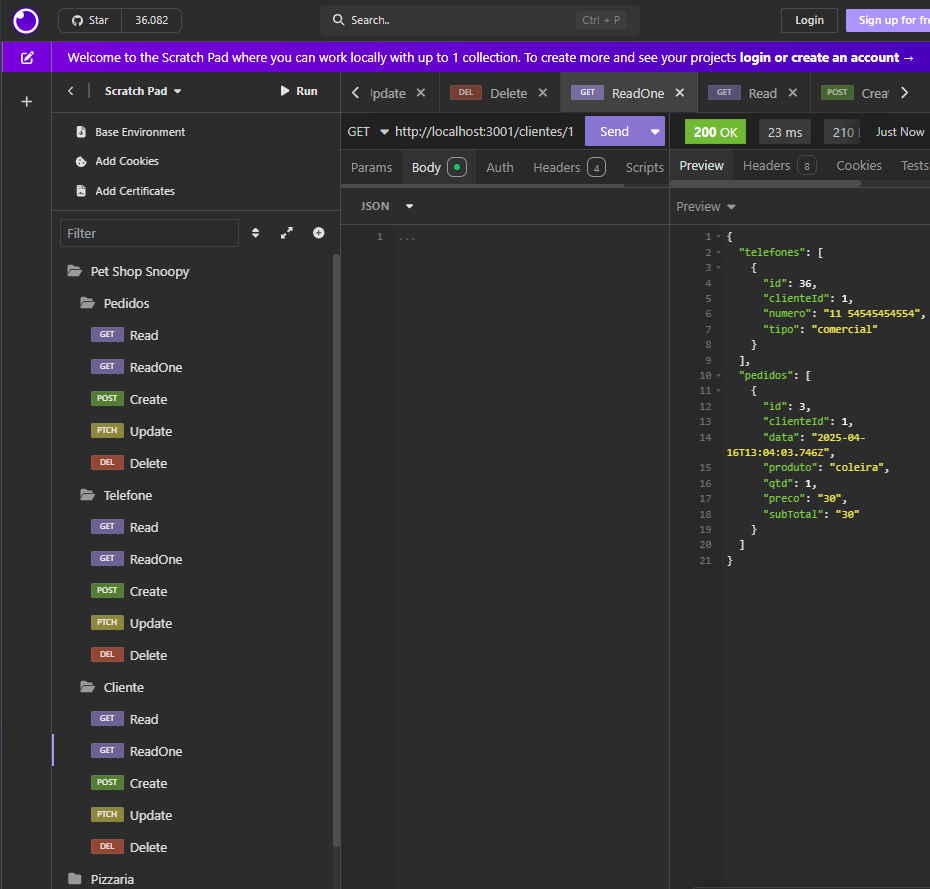 Star 36.082 Search.. Ctrl + P Login Sign up for fr
Welcome to the Scratch Pad where you can work locally with up to 1 collection. To create more and see your projects login or create an account →
Scratch Pad Run
Base Environment
Add Cookies
Add Certificates
Filter
Pet Shop Snoopy
Pedidos
GET Read
GET ReadOne
POST Create
PTCH Update
DEL Delete
Telefone
GET Read
GET ReadOne
POST Create
PTCH Update
DEL Delete
Cliente
GET Read
GET ReadOne
POST Create
PTCH Update
DEL Delete
Pizzaria
Update DEL Delete GET ReadOne GET Read POST Crea
GET http://localhost:3001/clientes/1 Send
Params Body Auth Headers 4 Scripts
JSON
1 ...
200 OK 23 ms 210 Just Now
Preview Headers 8 Cookies Tests
Preview
1 {
2 "telefones": [
3 {
4 "id": 36,
5 "clienteId": 1,
6 "numero": "11 54545454554",
7 "tipo": "comercial"
8 }
9 ],
10 "pedidos": [
11 {
12 "id": 3,
13 "clienteId": 1,
14 "data": "2025-04-
16T13:04:03.746Z",
15 "produto": "coleira",
16 "qtd": 1,
17 "preco": "30",
18 "subTotal": "30"
19 }
20 ]
21 }